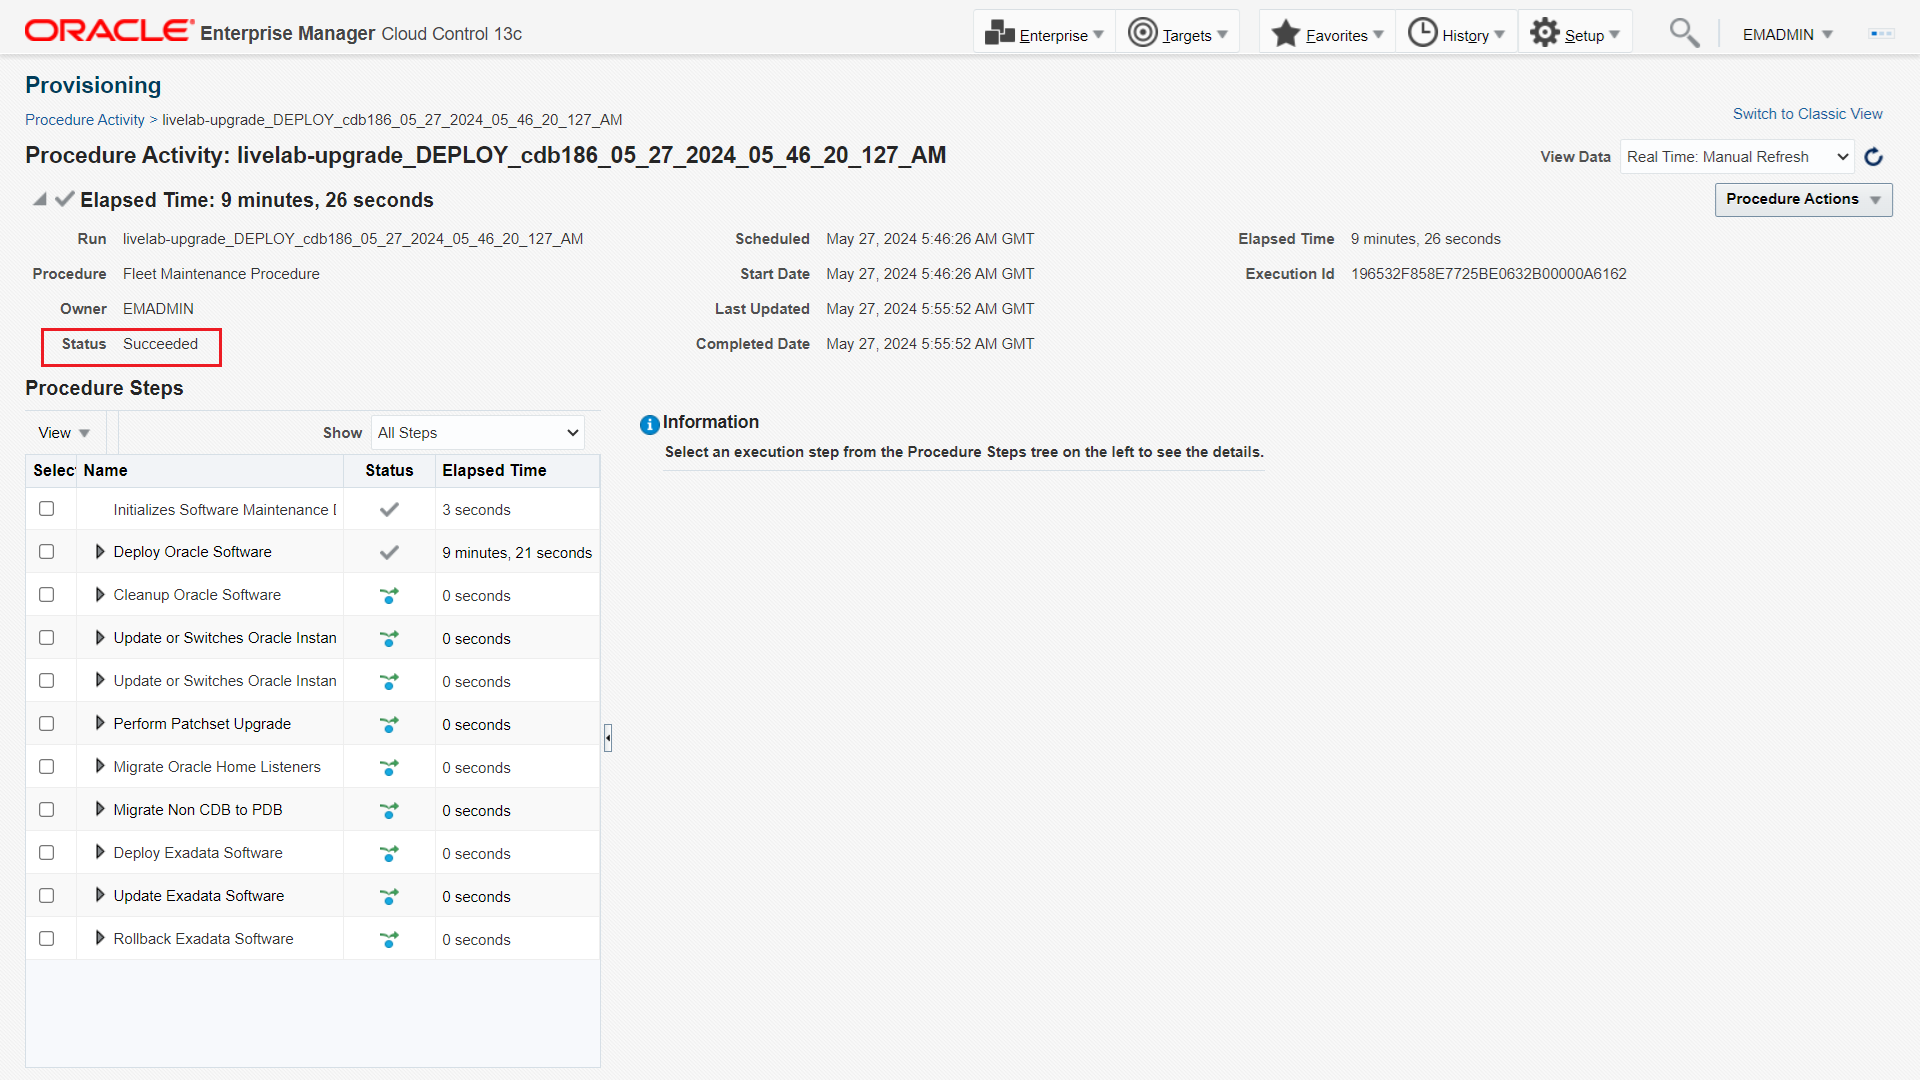 ORACLE Enterprise Manager Cloud Control 13c
Enterprise
Targets
Favorites
History
Setup
EMADMIN
Provisioning
Procedure Activity > livelab-upgrade_DEPLOY_cdb186_05_27_2024_05_46_20_127_AM
Switch to Classic View
Procedure Activity: livelab-upgrade_DEPLOY_cdb186_05_27_2024_05_46_20_127_AM
View Data Real Time: Manual Refresh
Elapsed Time: 9 minutes, 26 seconds
Procedure Actions
Run livelab-upgrade_DEPLOY_cdb186_05_27_2024_05_46_20_127_AM
Procedure Fleet Maintenance Procedure
Owner EMADMIN
Status Succeeded
Scheduled May 27, 2024 5:46:26 AM GMT
Start Date May 27, 2024 5:46:26 AM GMT
Last Updated May 27, 2024 5:55:52 AM GMT
Completed Date May 27, 2024 5:55:52 AM GMT
Elapsed Time 9 minutes, 26 seconds
Execution Id 196532F858E7725BE0632B00000A6162
Procedure Steps
View
Show All Steps
Selec Name Status Elapsed Time
Initializes Software Maintenance 3 seconds
Deploy Oracle Software 9 minutes, 21 seconds
Cleanup Oracle Software 0 seconds
Update or Switches Oracle Instan 0 seconds
Update or Switches Oracle Instan 0 seconds
Perform Patchset Upgrade 0 seconds
Migrate Oracle Home Listeners 0 seconds
Migrate Non CDB to PDB 0 seconds
Deploy Exadata Software 0 seconds
Update Exadata Software 0 seconds
Rollback Exadata Software 0 seconds
Information
Select an execution step from the Procedure Steps tree on the left to see the details.